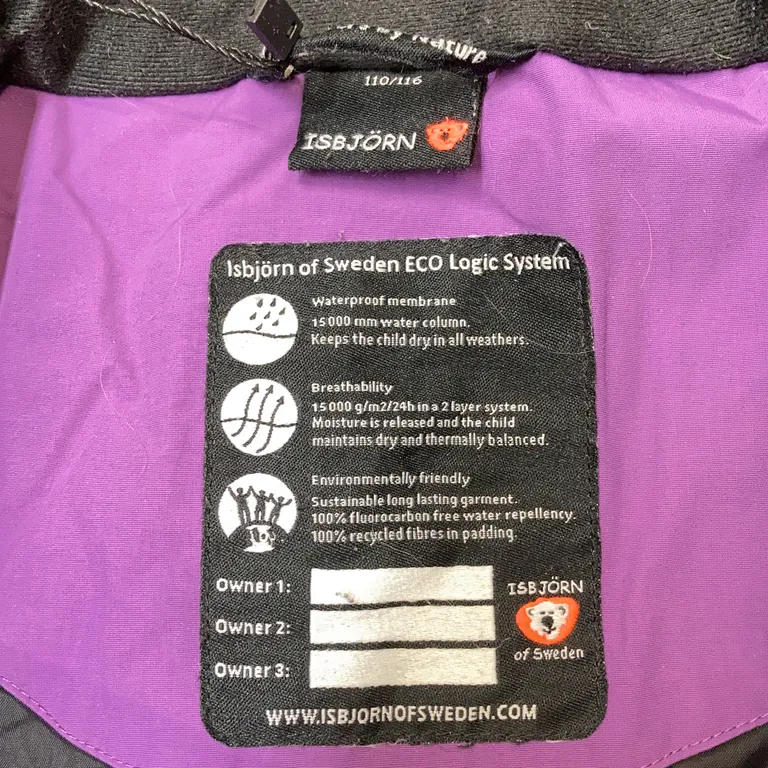 by Nature
110/116
ISBJÖRN
Isbjörn of Sweden ECO Logic System
Waterproof membrane
15 000 mm water column.
Keeps the child dry in all weathers.
Breathability
15 000 g/m2/24h in a 2 layer system.
Moisture is released and the child
maintains dry and thermally balanced.
Environmentally friendly
Sustainable long lasting garment.
100% fluorocarbon free water repellency.
100% recycled fibres in padding.
Owner 1:
Owner 2:
Owner 3:
ISBJÖRN
of Sweden
WWW.ISBJORNOFSWEDEN.COM